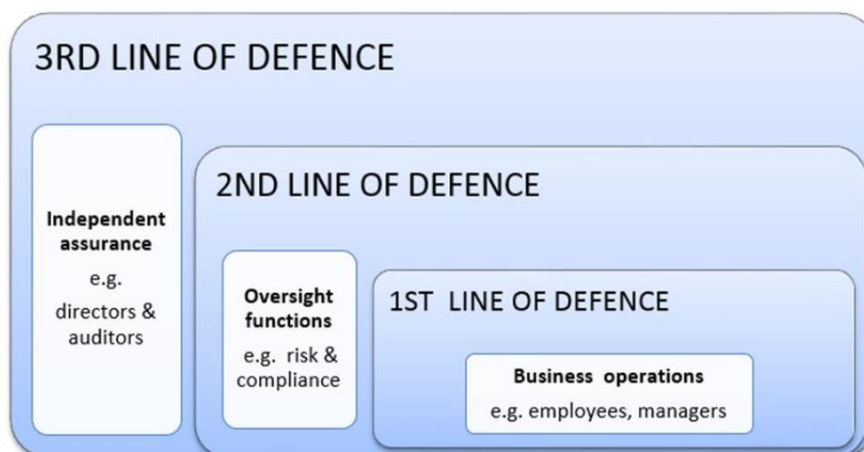 3RD LINE OF DEFENCE
Independent
assurance
e.g.
directors &
auditors
2ND LINE OF DEFENCE
Oversight
functions
e.g. risk &
compliance
1ST LINE OF DEFENCE
Business operations
e.g. employees, managers